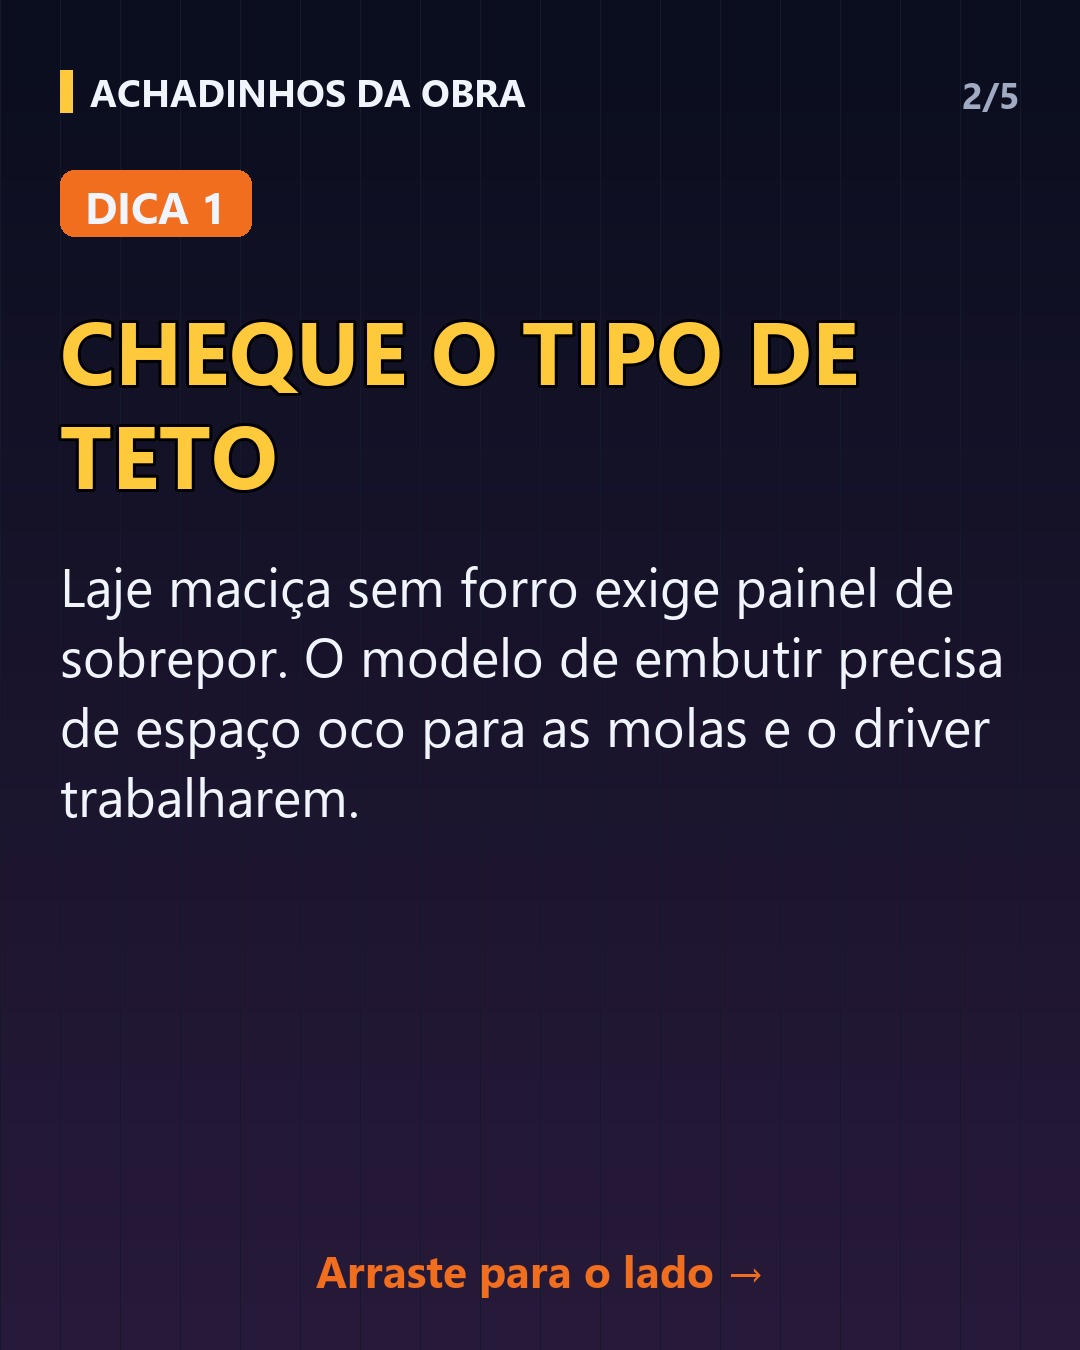 ACHADINHOS DA OBRA
2/5
DICA 1
CHEQUE O TIPO DE
TETO
Laje maciça sem forro exige painel de
sobrepor. O modelo de embutir precisa
de espaço oco para as molas e o driver
trabalharem.
Arraste para o lado →